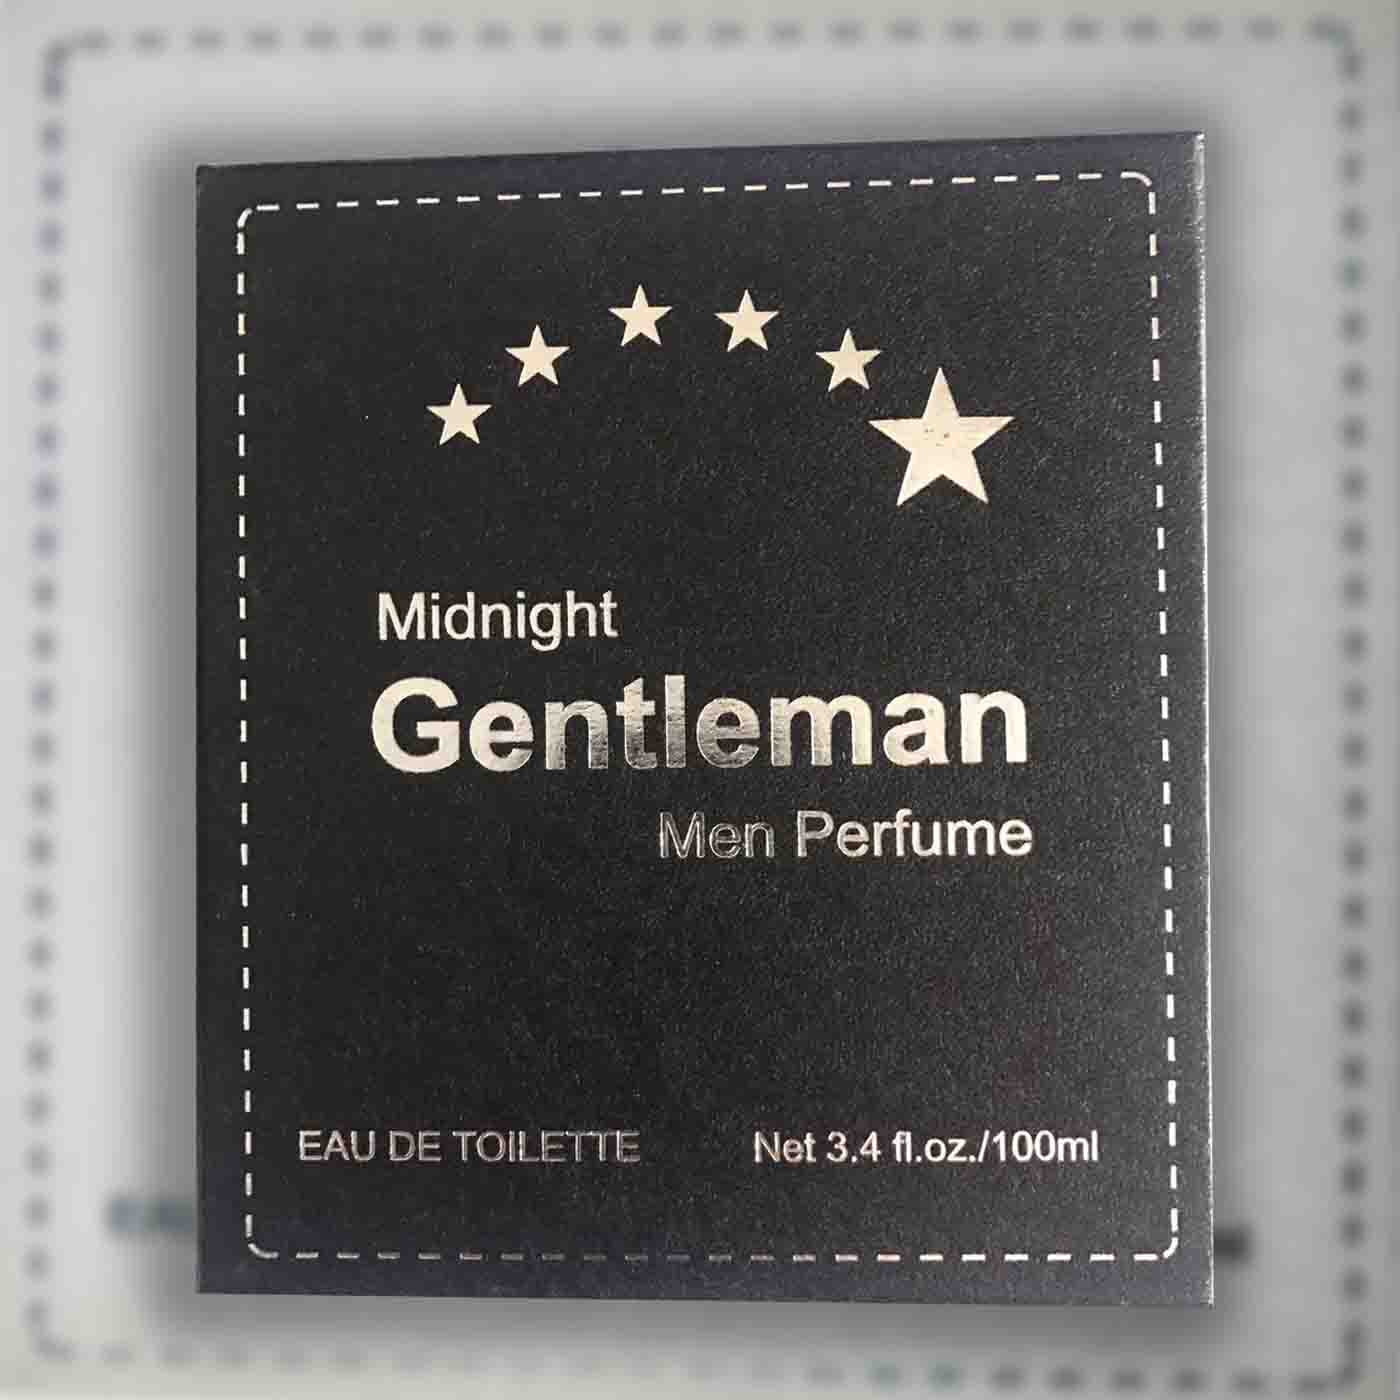 Midnight
Gentleman
Men Perfume
EAU DE TOILETTE Net 3.4 fl.oz./100ml